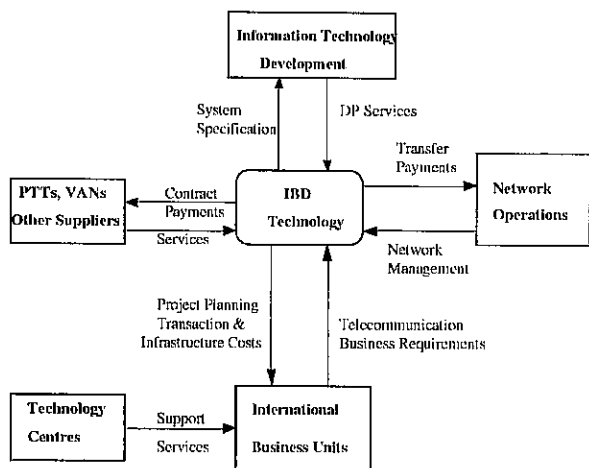 Information Technology
Development
System
Specification
DP Services
Transfer
Payments
PTTs, VANs
Other Suppliers
Contract
Payments
Services
IBD
Technology
Network
Operations
Network
Management
Project Planning
Transaction &
Infrastructure Costs
Telecommunication
Business Requirements
Technology
Centres
Support
Services
International
Business Units